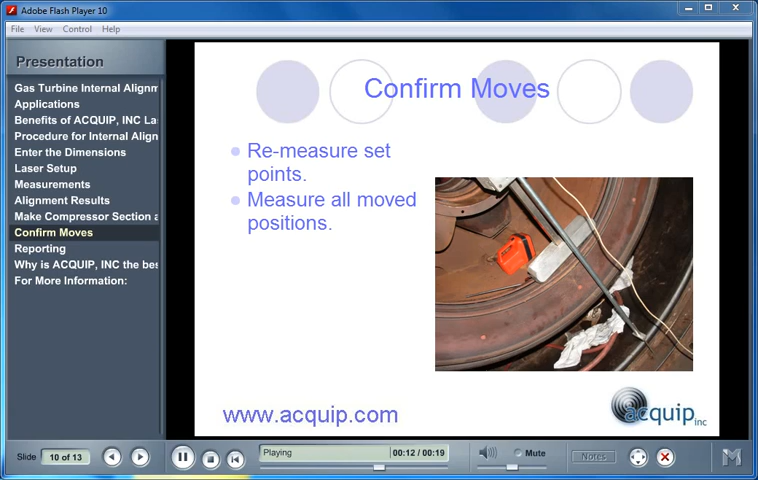 Adobe Flash Player 10
File View Control Help
Presentation
Gas Turbine Internal Alignm
Applications
Benefits of ACQUIP, INC La
Procedure for Internal Align
Enter the Dimensions
Laser Setup
Measurements
Alignment Results
Make Compressor Section a
Confirm Moves
Reporting
Why is ACQUIP, INC the bes
For More Information:
Confirm Moves
Re-measure set
points.
Measure all moved
positions.
www.acquip.com
acquip inc
Slide 10 of 13
Playing 00:12 / 00:19
Mute
Notes